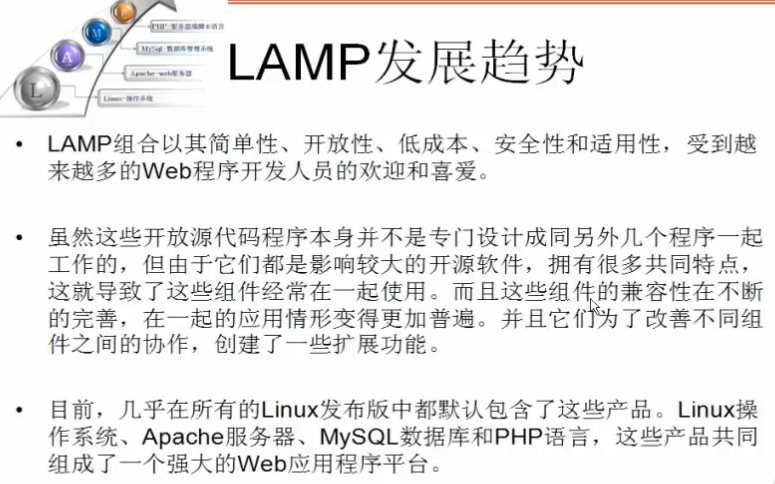 PHP-服务器端脚本语言
M
MySql-数据库管理系统
A
Apache-web服务器
L
Linux-操作系统
LAMP发展趋势
• LAMP组合以其简单性、开放性、低成本、安全性和适用性，受到越
来越多的Web程序开发人员的欢迎和喜爱。
• 虽然这些开放源代码程序本身并不是专门设计成同另外几个程序一起
工作的，但由于它们都是影响较大的开源软件，拥有很多共同特点，
这就导致了这些组件经常在一起使用。而且这些组件的兼容性在不断
的完善，在一起的应用情形变得更加普遍。并且它们为了改善不同组
件之间的协作，创建了一些扩展功能。
• 目前，几乎在所有的Linux发布版中都默认包含了这些产品。Linux操
作系统、Apache服务器、MySQL数据库和PHP语言，这些产品共同
组成了一个强大的Web应用程序平台。